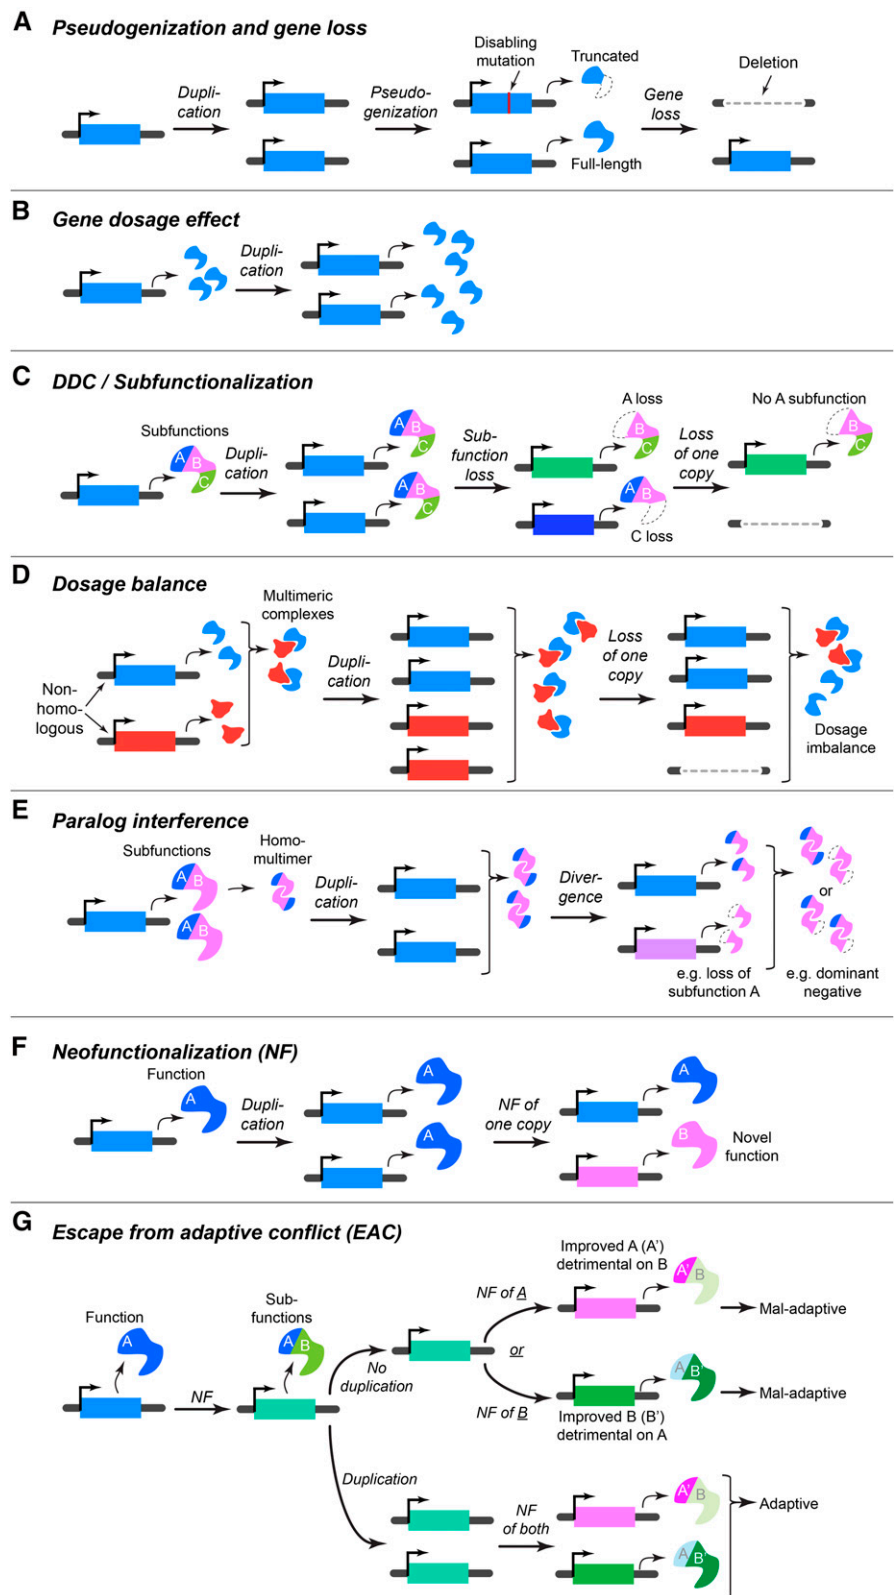 A Pseudogenization and gene loss
Dupli-
cation
Pseudo-
genization
Disabling
mutation
Truncated
Full-length
Gene
loss
Deletion
B Gene dosage effect
Dupli-
cation
C DDC / Subfunctionalization
Subfunctions
A
B
C
Dupli-
cation
A
B
C
A
B
C
Sub-
function
loss
A loss
B
C
A
B
C loss
Loss
of one
copy
No A subfunction
B
C
D Dosage balance
Non-
homo-
logous
Multimeric
complexes
Dupli-
cation
Loss
of one
copy
Dosage
imbalance
E Paralog interference
Subfunctions
A
B
A
B
Homo-
multimer
Dupli-
cation
Diver-
gence
e.g. loss of
subfunction A
or
e.g. dominant
negative
F Neofunctionalization (NF)
Function
A
Dupli-
cation
A
A
NF of
one copy
A
B
Novel
function
G Escape from adaptive conflict (EAC)
Function
A
NF
Sub-
functions
A
B
No
duplication
NF of A
or
NF of B
Improved A (A')
detrimental on B
A'
B
Mal-adaptive
Improved B (B')
detrimental on A
A
B'
Mal-adaptive
Duplication
NF
of both
A'
B
A
B'
Adaptive